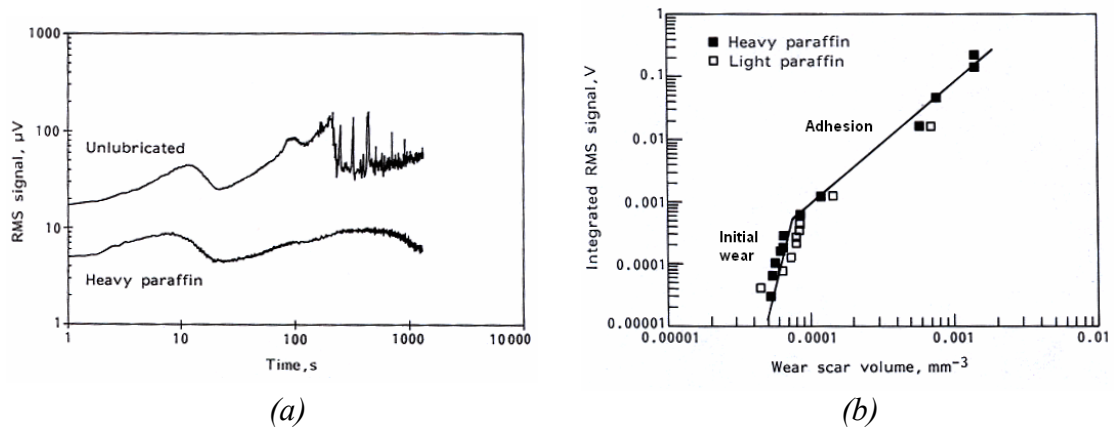 1000
100
10
1
RMS signal, μV
Unlubricated
Heavy paraffin
1
10
100
1000
10000
Time,s
(a)
1
0.1
0.01
0.001
0.0001
0.00001
Integrated RMS signal, V
Heavy paraffin
Light paraffin
Adhesion
Initial
wear
0.00001
0.0001
0.001
0.01
Wear scar volume, mm-3
(b)